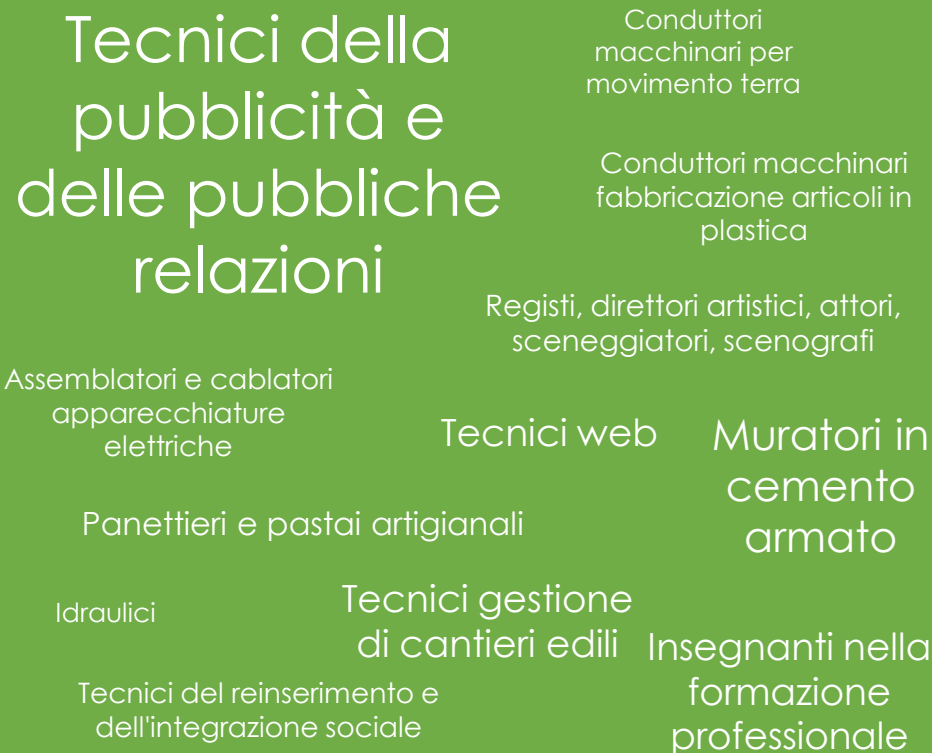 Tecnici della
pubblicità e
delle pubbliche
relazioni
Conduttori
macchinari per
movimento terra
Conduttori macchinari
fabbricazione articoli in
plastica
Registi, direttori artistici, attori,
sceneggiatori, scenografi
Assemblatori e cablatori
apparecchiature
elettriche
Tecnici web
Muratori in
cemento
armato
Panettieri e pastai artigianali
Idraulici
Tecnici gestione
di cantieri edili
Insegnanti nella
formazione
professionale
Tecnici del reinserimento e
dell'integrazione sociale